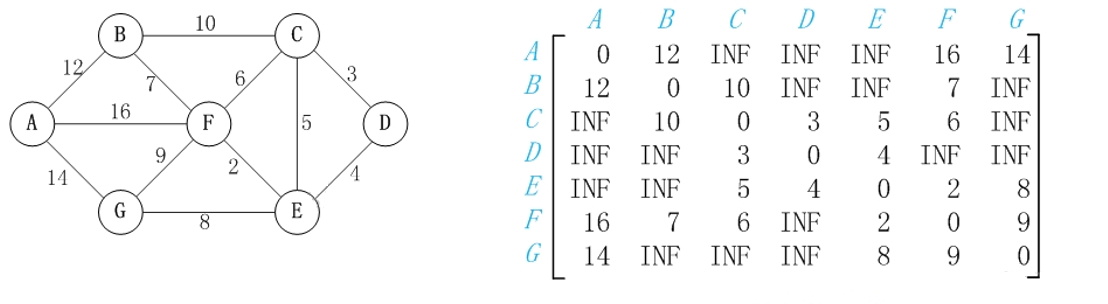 B 10 C
12 7 6 3
A 16 F 5 D
14 9 2 4
G 8 E
A B C D E F G
A 0 12 INF INF INF 16 14
B 12 0 10 INF INF 7 INF
C INF 10 0 3 5 6 INF
D INF INF 3 0 4 INF INF
E INF INF 5 4 0 2 8
F 16 7 6 INF 2 0 9
G 14 INF INF INF 8 9 0